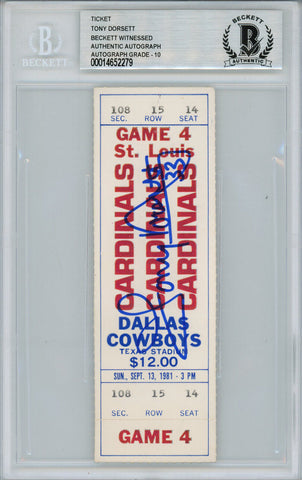 BECKETT
TICKET
TONY DORSETT
BECKETT WITNESSED
AUTHENTIC AUTOGRAPH
AUTOGRAPH GRADE - 10
00014652279
BECKETT
AUTHENTIC
108 15 14
SEC. ROW SEAT
GAME 4
St. Louis
CARDINALS
CARDINALS
CARDINALS
Tony Dorsett 33
DALLAS
COWBOYS
TEXAS STADIUM
$12.00
SUN., SEPT. 13, 1981 - 3 PM
108 15 14
SEC. ROW SEAT
GAME 4